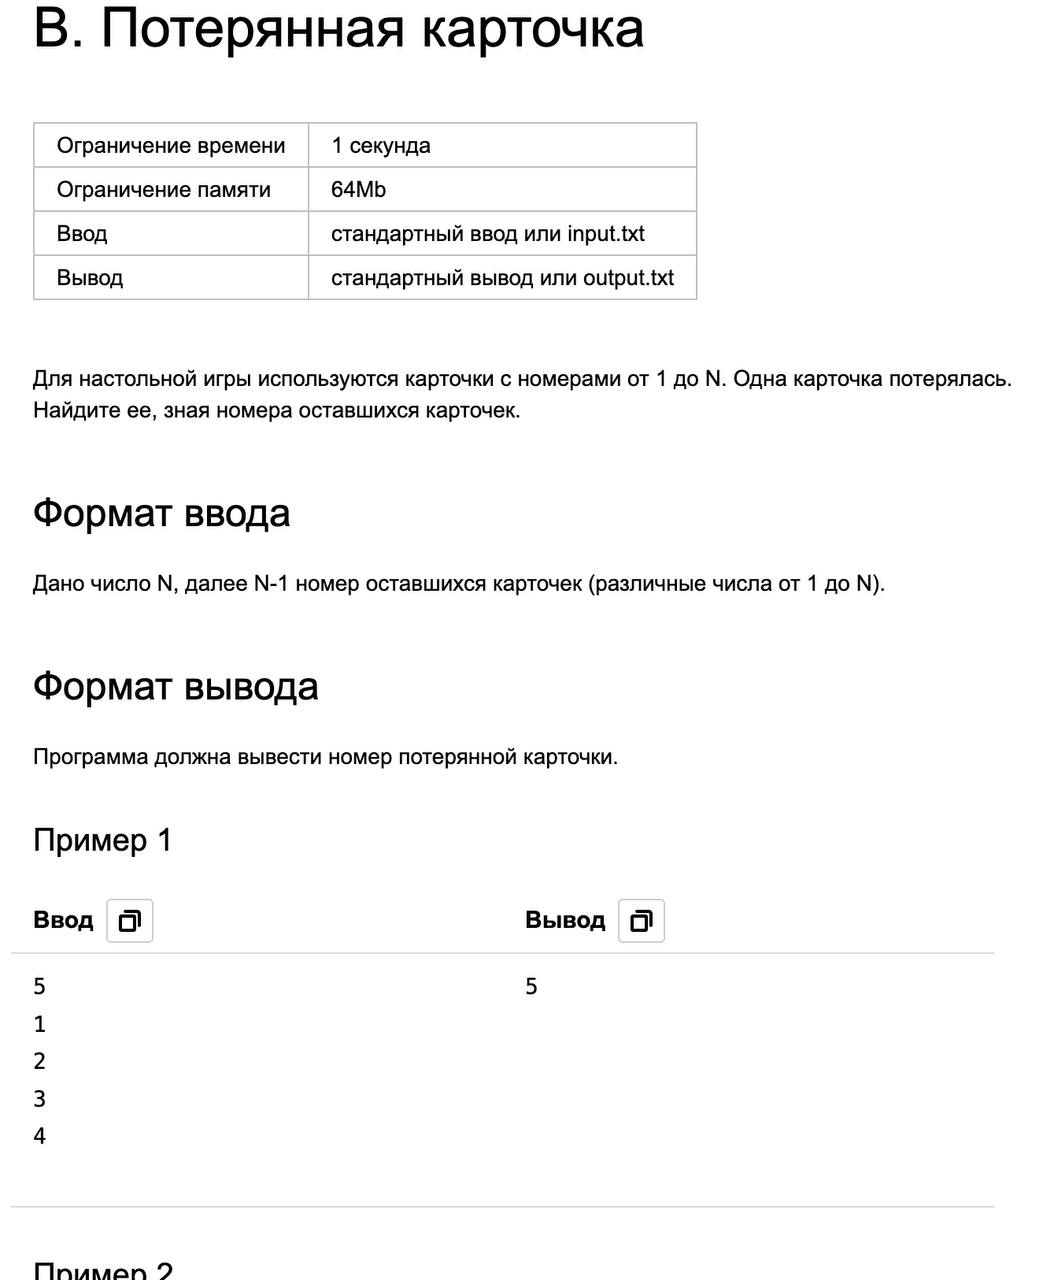 B. Потерянная карточка
Ограничение времени 1 секунда
Ограничение памяти 64Mb
Ввод стандартный ввод или input.txt
Вывод стандартный вывод или output.txt
Для настольной игры используются карточки с номерами от 1 до N. Одна карточка потерялась.
Найдите ее, зная номера оставшихся карточек.
Формат ввода
Дано число N, далее N-1 номер оставшихся карточек (различные числа от 1 до N).
Формат вывода
Программа должна вывести номер потерянной карточки.
Пример 1
Ввод Вывод
5 5
1
2
3
4
Пример 2